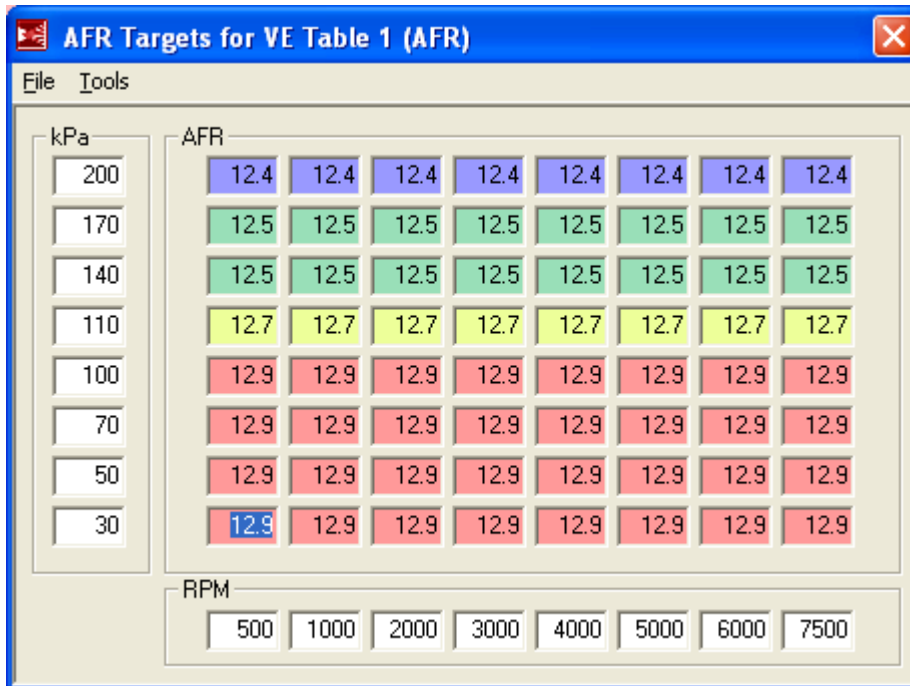 AFR Targets for VE Table 1 (AFR)
File Tools
kPa AFR
200 12.4 12.4 12.4 12.4 12.4 12.4 12.4 12.4
170 12.5 12.5 12.5 12.5 12.5 12.5 12.5 12.5
140 12.5 12.5 12.5 12.5 12.5 12.5 12.5 12.5
110 12.7 12.7 12.7 12.7 12.7 12.7 12.7 12.7
100 12.9 12.9 12.9 12.9 12.9 12.9 12.9 12.9
70 12.9 12.9 12.9 12.9 12.9 12.9 12.9 12.9
50 12.9 12.9 12.9 12.9 12.9 12.9 12.9 12.9
30 12.9 12.9 12.9 12.9 12.9 12.9 12.9 12.9
RPM
500 1000 2000 3000 4000 5000 6000 7500